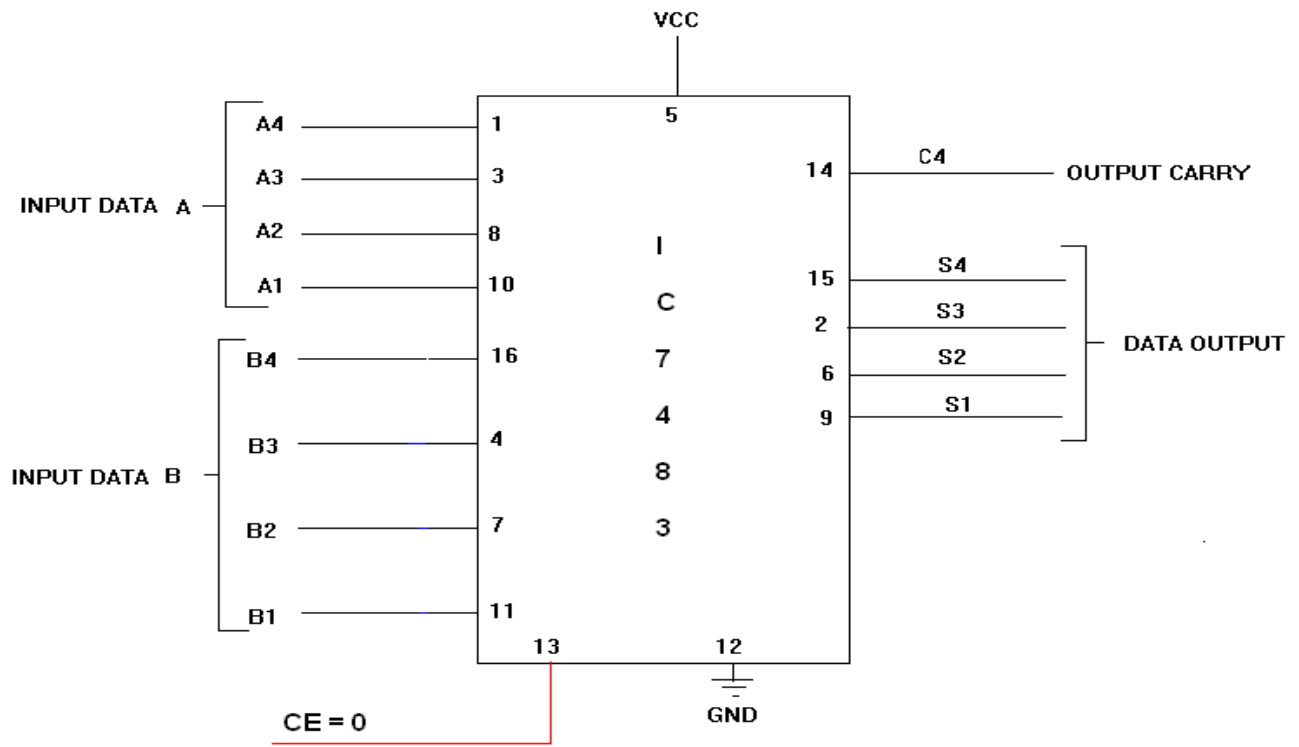 VCC
5
A4 1
A3 3
INPUT DATA A
A2 8
A1 10
B4 16
B3 4
INPUT DATA B
B2 7
B1 11
I
C
7
4
8
3
14 C4 OUTPUT CARRY
15 S4
2 S3
DATA OUTPUT
6 S2
9 S1
13
12
CE = 0
GND